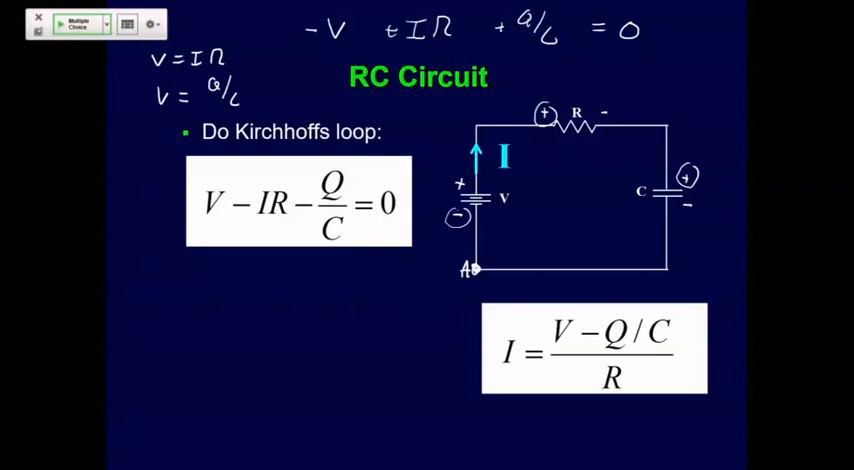 Multiple Choice
- V + IR + Q/C = 0
V = IR
V = Q/C
RC Circuit
Do Kirchhoffs loop:
V − IR − Q/C = 0
+ R -
I
+
V
-
C
+
-
A
I = (V − Q / C) / R